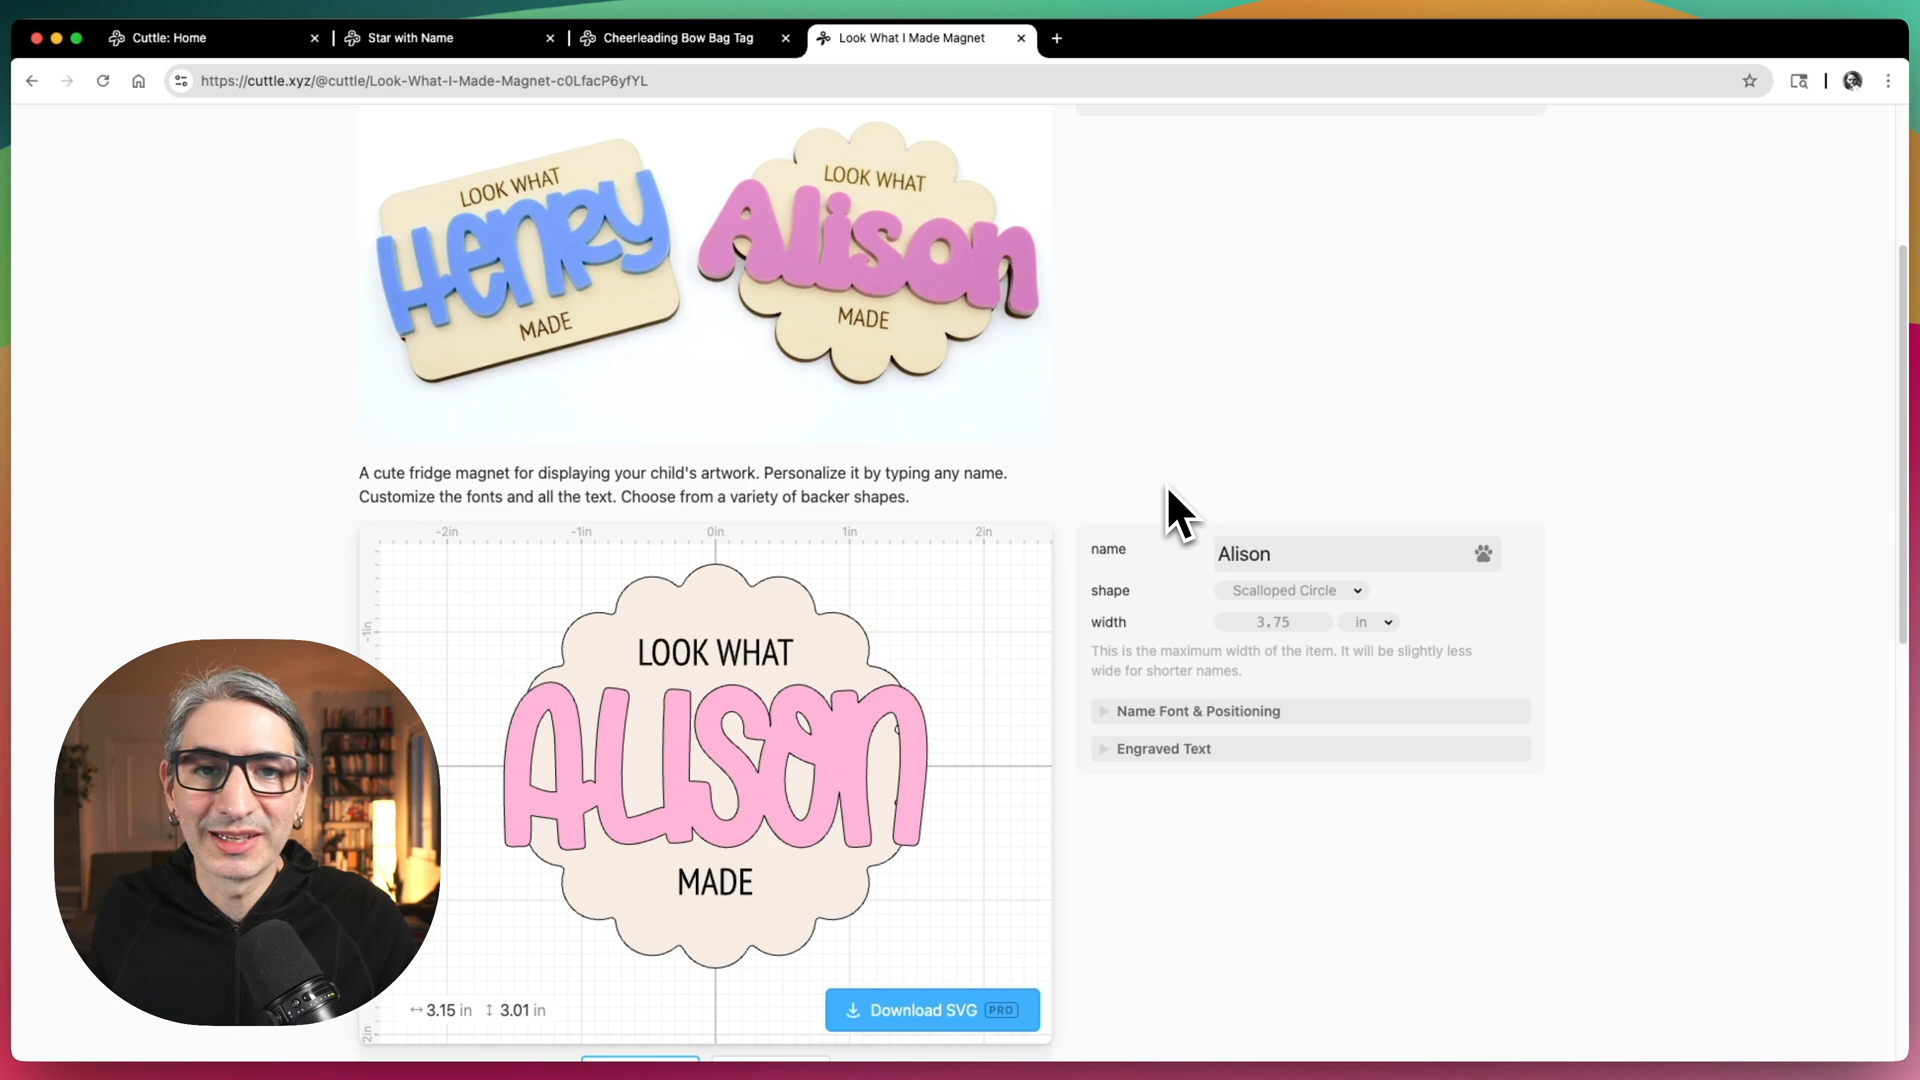 Cuttle: Home
Star with Name
Cheerleading Bow Bag Tag
Look What I Made Magnet
https://cuttle.xyz/@cuttle/Look-What-I-Made-Magnet-c0LfacP6yfYL
LOOK WHAT
Henry
MADE
LOOK WHAT
Alison
MADE
A cute fridge magnet for displaying your child's artwork. Personalize it by typing any name.
Customize the fonts and all the text. Choose from a variety of backer shapes.
-2in -1in 0in 1in 2in
-1in
LOOK WHAT
ALISON
MADE
2in
3.15 in 3.01 in
Download SVG PRO
name Alison
shape Scalloped Circle
width 3.75 in
This is the maximum width of the item. It will be slightly less
wide for shorter names.
Name Font & Positioning
Engraved Text